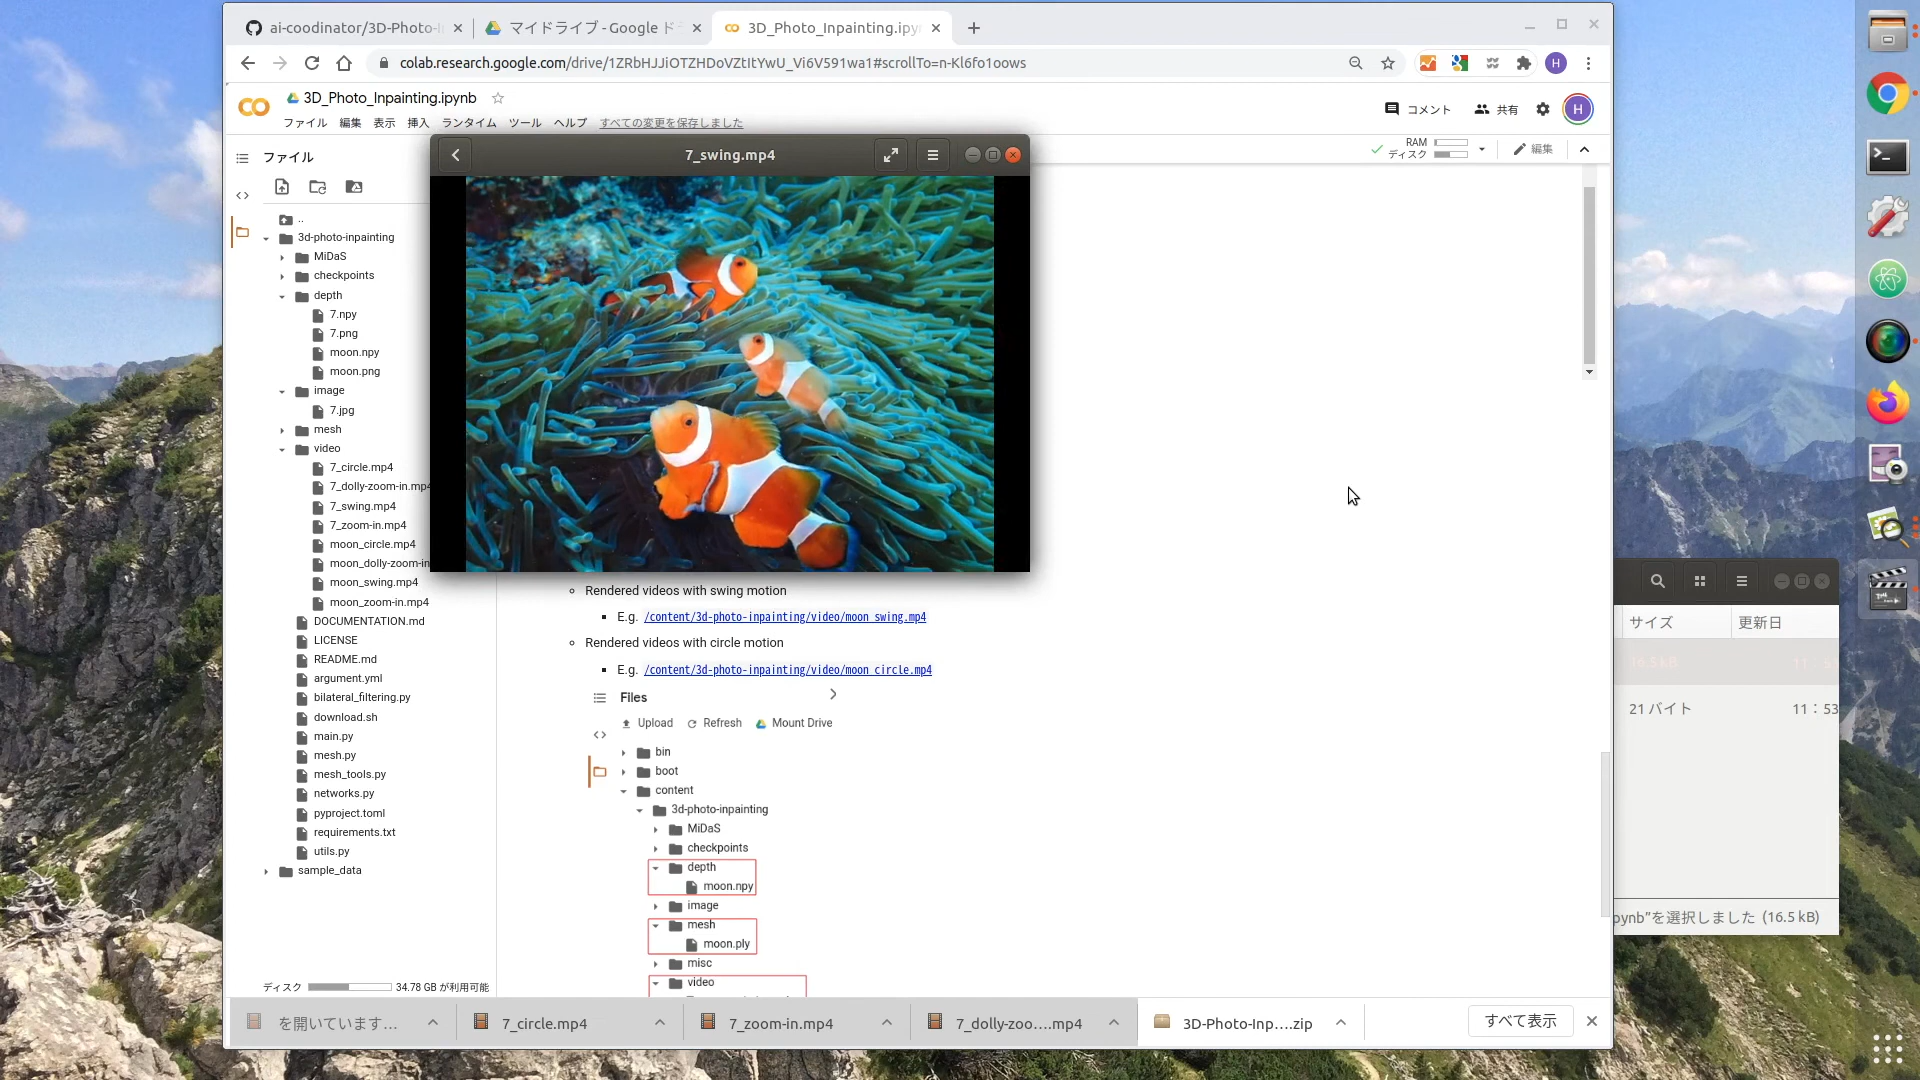 ai-coodinator/3D-Photo-I
マイドライブ - Google ド
3D_Photo_Inpainting.ipy
colab.research.google.com/drive/1ZRbHJJiOTZHDoVZtItYwU_Vi6V591wa1#scrollTo=n-Kl6fo1oows
H
3D_Photo_Inpainting.ipynb
コメント
共有
H
ファイル 編集 表示 挿入 ランタイム ツール ヘルプ すべての変更を保存しました
RAM
ディスク
編集
ファイル
7_swing.mp4
..
3d-photo-inpainting
MiDaS
checkpoints
depth
7.npy
7.png
moon.npy
moon.png
image
7.jpg
mesh
video
7_circle.mp4
7_dolly-zoom-in.mp4
7_swing.mp4
7_zoom-in.mp4
moon_circle.mp4
moon_dolly-zoom-in
moon_swing.mp4
moon_zoom-in.mp4
DOCUMENTATION.md
LICENSE
README.md
argument.yml
bilateral_filtering.py
download.sh
main.py
mesh.py
mesh_tools.py
networks.py
pyproject.toml
requirements.txt
utils.py
sample_data
ディスク 34.78 GB が利用可能
Rendered videos with swing motion
E.g. /content/3d-photo-inpainting/video/moon_swing.mp4
Rendered videos with circle motion
E.g. /content/3d-photo-inpainting/video/moon_circle.mp4
Files
Upload Refresh Mount Drive
bin
boot
content
3d-photo-inpainting
MiDaS
checkpoints
depth
moon.npy
image
mesh
moon.ply
misc
video
サイズ 更新日
16.5 kB
21 バイト 11:53
pynb”を選択しました (16.5 kB)
を開いています…
7_circle.mp4
7_zoom-in.mp4
7_dolly-zoo….mp4
3D-Photo-Inp….zip
すべて表示